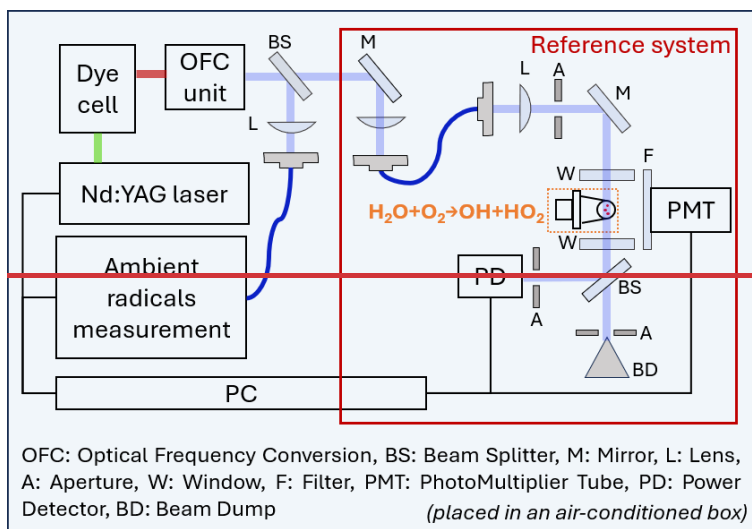 BS
M
Reference system
Dye
cell
OFC
unit
L
A
M
L
W
F
Nd:YAG laser
H₂O+O₂→OH+HO₂
PMT
W
Ambient
radicals
measurement
PD
BS
A
A
BD
PC
OFC: Optical Frequency Conversion, BS: Beam Splitter, M: Mirror, L: Lens,
A: Aperture, W: Window, F: Filter, PMT: PhotoMultiplier Tube, PD: Power
Detector, BD: Beam Dump
(placed in an air-conditioned box)